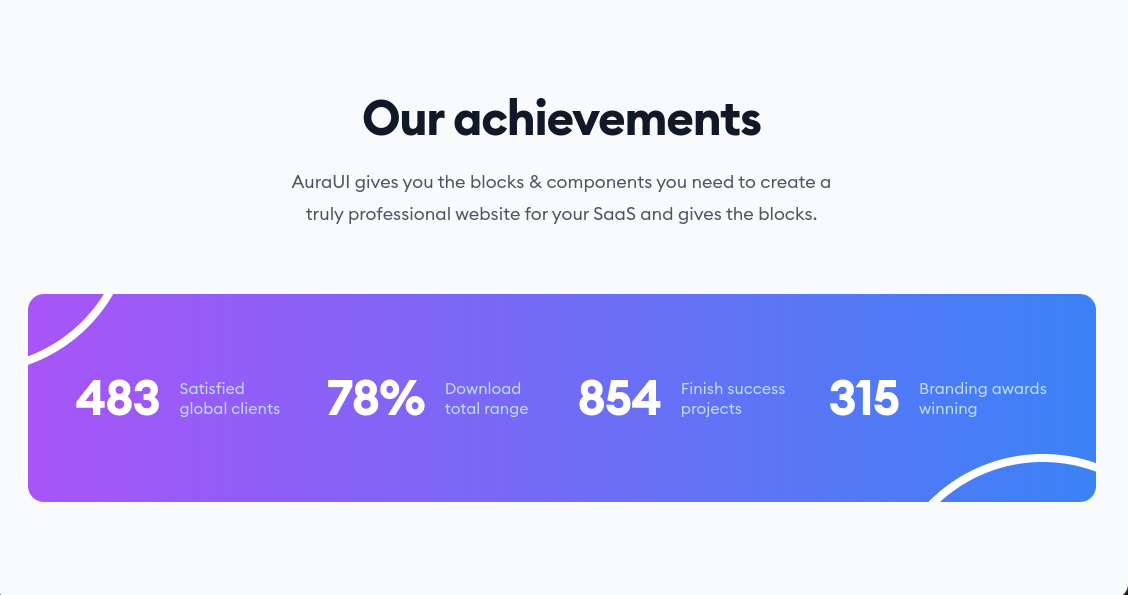 Our achievements
AuraUI gives you the blocks & components you need to create a
truly professional website for your SaaS and gives the blocks.
483
Satisfied
global clients
78%
Download
total range
854
Finish success
projects
315
Branding awards
winning